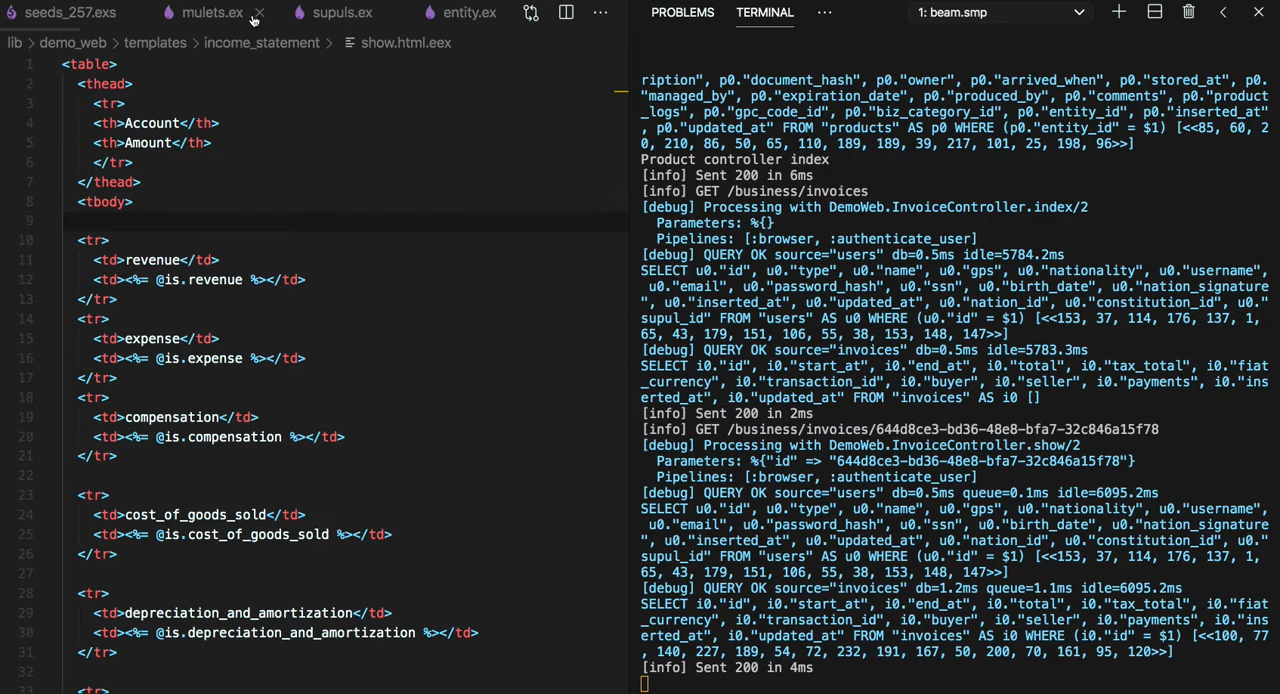 seeds_257.exs mulets.ex supuls.ex entity.ex
PROBLEMS TERMINAL 1: beam.smp
lib > demo_web > templates > income_statement > show.html.eex
1 <table>
2 <thead>
3 <tr>
4 <th>Account</th>
5 <th>Amount</th>
6 </tr>
7 </thead>
8 <tbody>
9
10 <tr>
11 <td>revenue</td>
12 <td><%= @is.revenue %></td>
13 </tr>
14 <tr>
15 <td>expense</td>
16 <td><%= @is.expense %></td>
17 </tr>
18 <tr>
19 <td>compensation</td>
20 <td><%= @is.compensation %></td>
21 </tr>
22
23 <tr>
24 <td>cost_of_goods_sold</td>
25 <td><%= @is.cost_of_goods_sold %></td>
26 </tr>
27
28 <tr>
29 <td>depreciation_and_amortization</td>
30 <td><%= @is.depreciation_and_amortization %></td>
31 </tr>
32
33 <tr>
ription", p0."document_hash", p0."owner", p0."arrived_when", p0."stored_at", p0.
"managed_by", p0."expiration_date", p0."produced_by", p0."comments", p0."product
_logs", p0."gpc_code_id", p0."biz_category_id", p0."entity_id", p0."inserted_at"
, p0."updated_at" FROM "products" AS p0 WHERE (p0."entity_id" = $1) [<<85, 60, 2
0, 210, 86, 50, 65, 110, 189, 189, 39, 217, 101, 25, 198, 96>>]
Product controller index
[info] Sent 200 in 6ms
[info] GET /business/invoices
[debug] Processing with DemoWeb.InvoiceController.index/2
Parameters: %{}
Pipelines: [:browser, :authenticate_user]
[debug] QUERY OK source="users" db=0.5ms idle=5784.2ms
SELECT u0."id", u0."type", u0."name", u0."gps", u0."nationality", u0."username",
u0."email", u0."password_hash", u0."ssn", u0."birth_date", u0."nation_signature
", u0."inserted_at", u0."updated_at", u0."nation_id", u0."constitution_id", u0."
supul_id" FROM "users" AS u0 WHERE (u0."id" = $1) [<<153, 37, 114, 176, 137, 1,
65, 43, 179, 151, 106, 55, 38, 153, 148, 147>>]
[debug] QUERY OK source="invoices" db=0.5ms idle=5783.3ms
SELECT i0."id", i0."start_at", i0."end_at", i0."total", i0."tax_total", i0."fiat
_currency", i0."transaction_id", i0."buyer", i0."seller", i0."payments", i0."ins
erted_at", i0."updated_at" FROM "invoices" AS i0 []
[info] Sent 200 in 2ms
[info] GET /business/invoices/644d8ce3-bd36-48e8-bfa7-32c846a15f78
[debug] Processing with DemoWeb.InvoiceController.show/2
Parameters: %{"id" => "644d8ce3-bd36-48e8-bfa7-32c846a15f78"}
Pipelines: [:browser, :authenticate_user]
[debug] QUERY OK source="users" db=0.5ms queue=0.1ms idle=6095.2ms
SELECT u0."id", u0."type", u0."name", u0."gps", u0."nationality", u0."username",
u0."email", u0."password_hash", u0."ssn", u0."birth_date", u0."nation_signature
", u0."inserted_at", u0."updated_at", u0."nation_id", u0."constitution_id", u0."
supul_id" FROM "users" AS u0 WHERE (u0."id" = $1) [<<153, 37, 114, 176, 137, 1,
65, 43, 179, 151, 106, 55, 38, 153, 148, 147>>]
[debug] QUERY OK source="invoices" db=1.2ms queue=1.1ms idle=6095.2ms
SELECT i0."id", i0."start_at", i0."end_at", i0."total", i0."tax_total", i0."fiat
_currency", i0."transaction_id", i0."buyer", i0."seller", i0."payments", i0."ins
erted_at", i0."updated_at" FROM "invoices" AS i0 WHERE (i0."id" = $1) [<<100, 77
, 140, 227, 189, 54, 72, 232, 191, 167, 50, 200, 70, 161, 95, 120>>]
[info] Sent 200 in 4ms